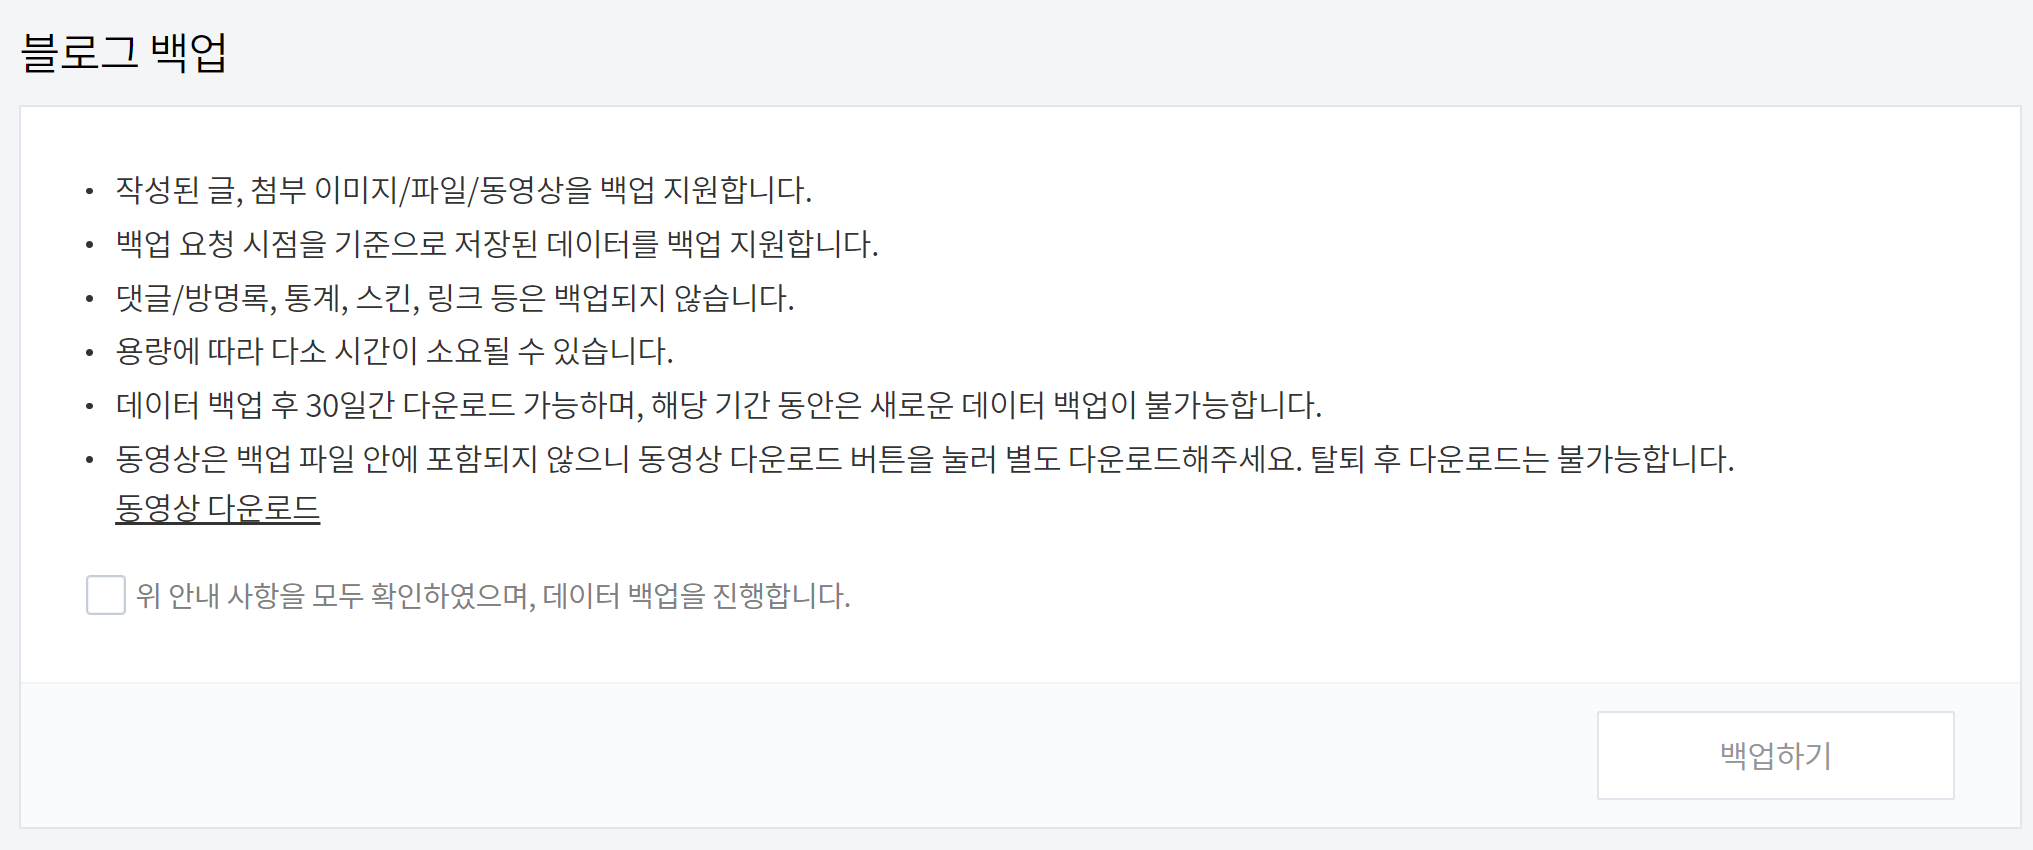 블로그 백업
• 작성된 글, 첨부 이미지/파일/동영상을 백업 지원합니다.
• 백업 요청 시점을 기준으로 저장된 데이터를 백업 지원합니다.
• 댓글/방명록, 통계, 스킨, 링크 등은 백업되지 않습니다.
• 용량에 따라 다소 시간이 소요될 수 있습니다.
• 데이터 백업 후 30일간 다운로드 가능하며, 해당 기간 동안은 새로운 데이터 백업이 불가능합니다.
• 동영상은 백업 파일 안에 포함되지 않으니 동영상 다운로드 버튼을 눌러 별도 다운로드해주세요. 탈퇴 후 다운로드는 불가능합니다.
동영상 다운로드
위 안내 사항을 모두 확인하였으며, 데이터 백업을 진행합니다.
백업하기